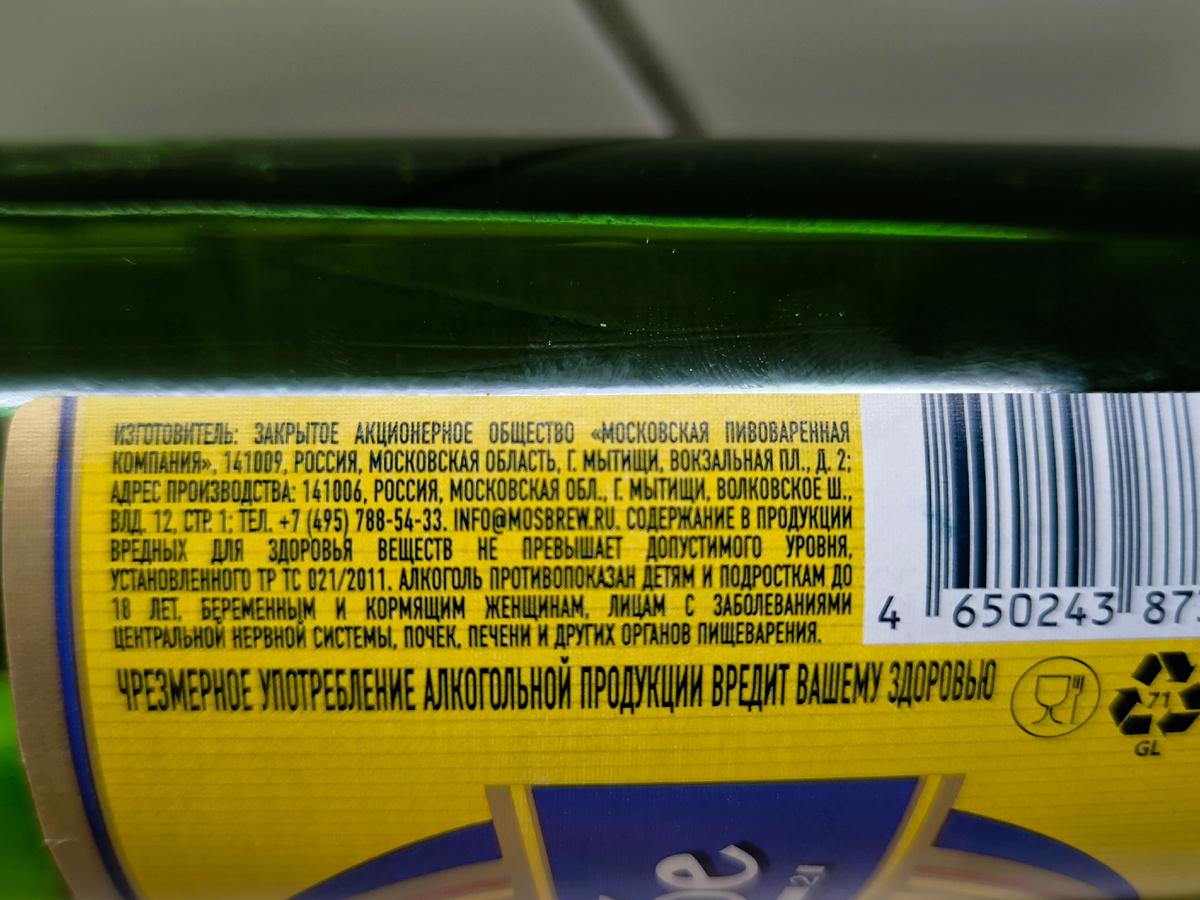 ИЗГОТОВИТЕЛЬ: ЗАКРЫТОЕ АКЦИОНЕРНОЕ ОБЩЕСТВО «МОСКОВСКАЯ ПИВОВАРЕННАЯ
КОМПАНИЯ», 141009, РОССИЯ, МОСКОВСКАЯ ОБЛАСТЬ, Г. МЫТИЩИ, ВОКЗАЛЬНАЯ ПЛ., Д. 2;
АДРЕС ПРОИЗВОДСТВА: 141006, РОССИЯ, МОСКОВСКАЯ ОБЛ., Г. МЫТИЩИ, ВОЛКОВСКОЕ Ш.,
ВЛД. 12, СТР. 1; ТЕЛ. +7 (495) 788-54-33. INFO@MOSBREW.RU. СОДЕРЖАНИЕ В ПРОДУКЦИИ
ВРЕДНЫХ ДЛЯ ЗДОРОВЬЯ ВЕЩЕСТВ НЕ ПРЕВЫШАЕТ ДОПУСТИМОГО УРОВНЯ,
УСТАНОВЛЕННОГО ТР ТС 021/2011. АЛКОГОЛЬ ПРОТИВОПОКАЗАН ДЕТЯМ И ПОДРОСТКАМ ДО
18 ЛЕТ, БЕРЕМЕННЫМ И КОРМЯЩИМ ЖЕНЩИНАМ, ЛИЦАМ С ЗАБОЛЕВАНИЯМИ
ЦЕНТРАЛЬНОЙ НЕРВНОЙ СИСТЕМЫ, ПОЧЕК, ПЕЧЕНИ И ДРУГИХ ОРГАНОВ ПИЩЕВАРЕНИЯ.
4 650243 87
ЧРЕЗМЕРНОЕ УПОТРЕБЛЕНИЕ АЛКОГОЛЬНОЙ ПРОДУКЦИИ ВРЕДИТ ВАШЕМУ ЗДОРОВЬЮ
71
GL